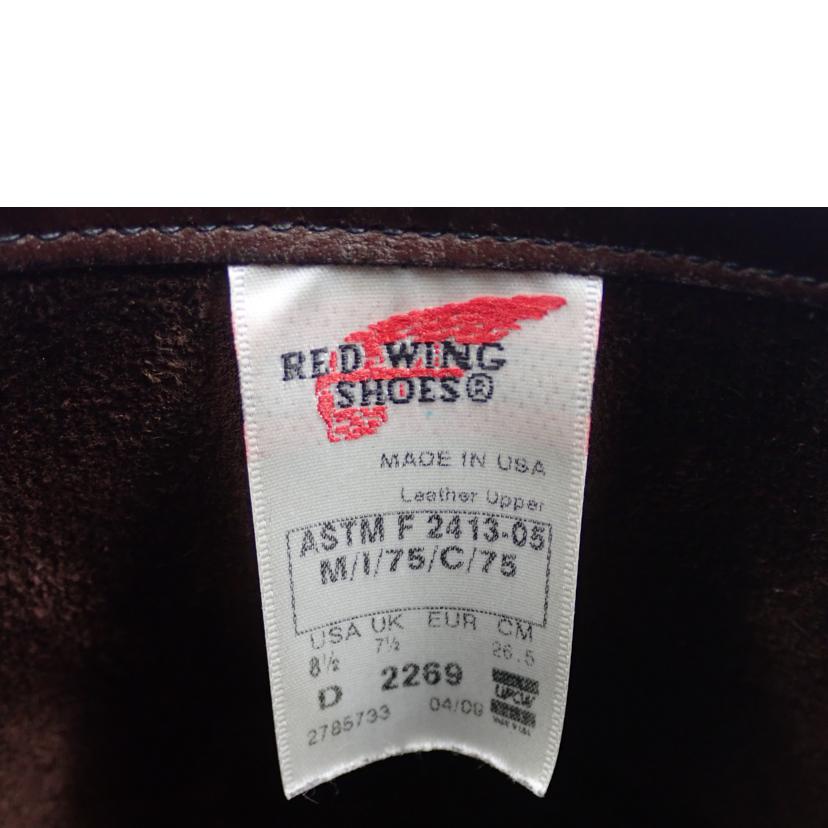 RED WING
SHOES®
MADE IN USA
Leather Upper
ASTM F 2413-05
M/I/75/C/75
USA UK EUR CM
8½ 7½ 26.5
D 2269 UFCW
2785733 04/09